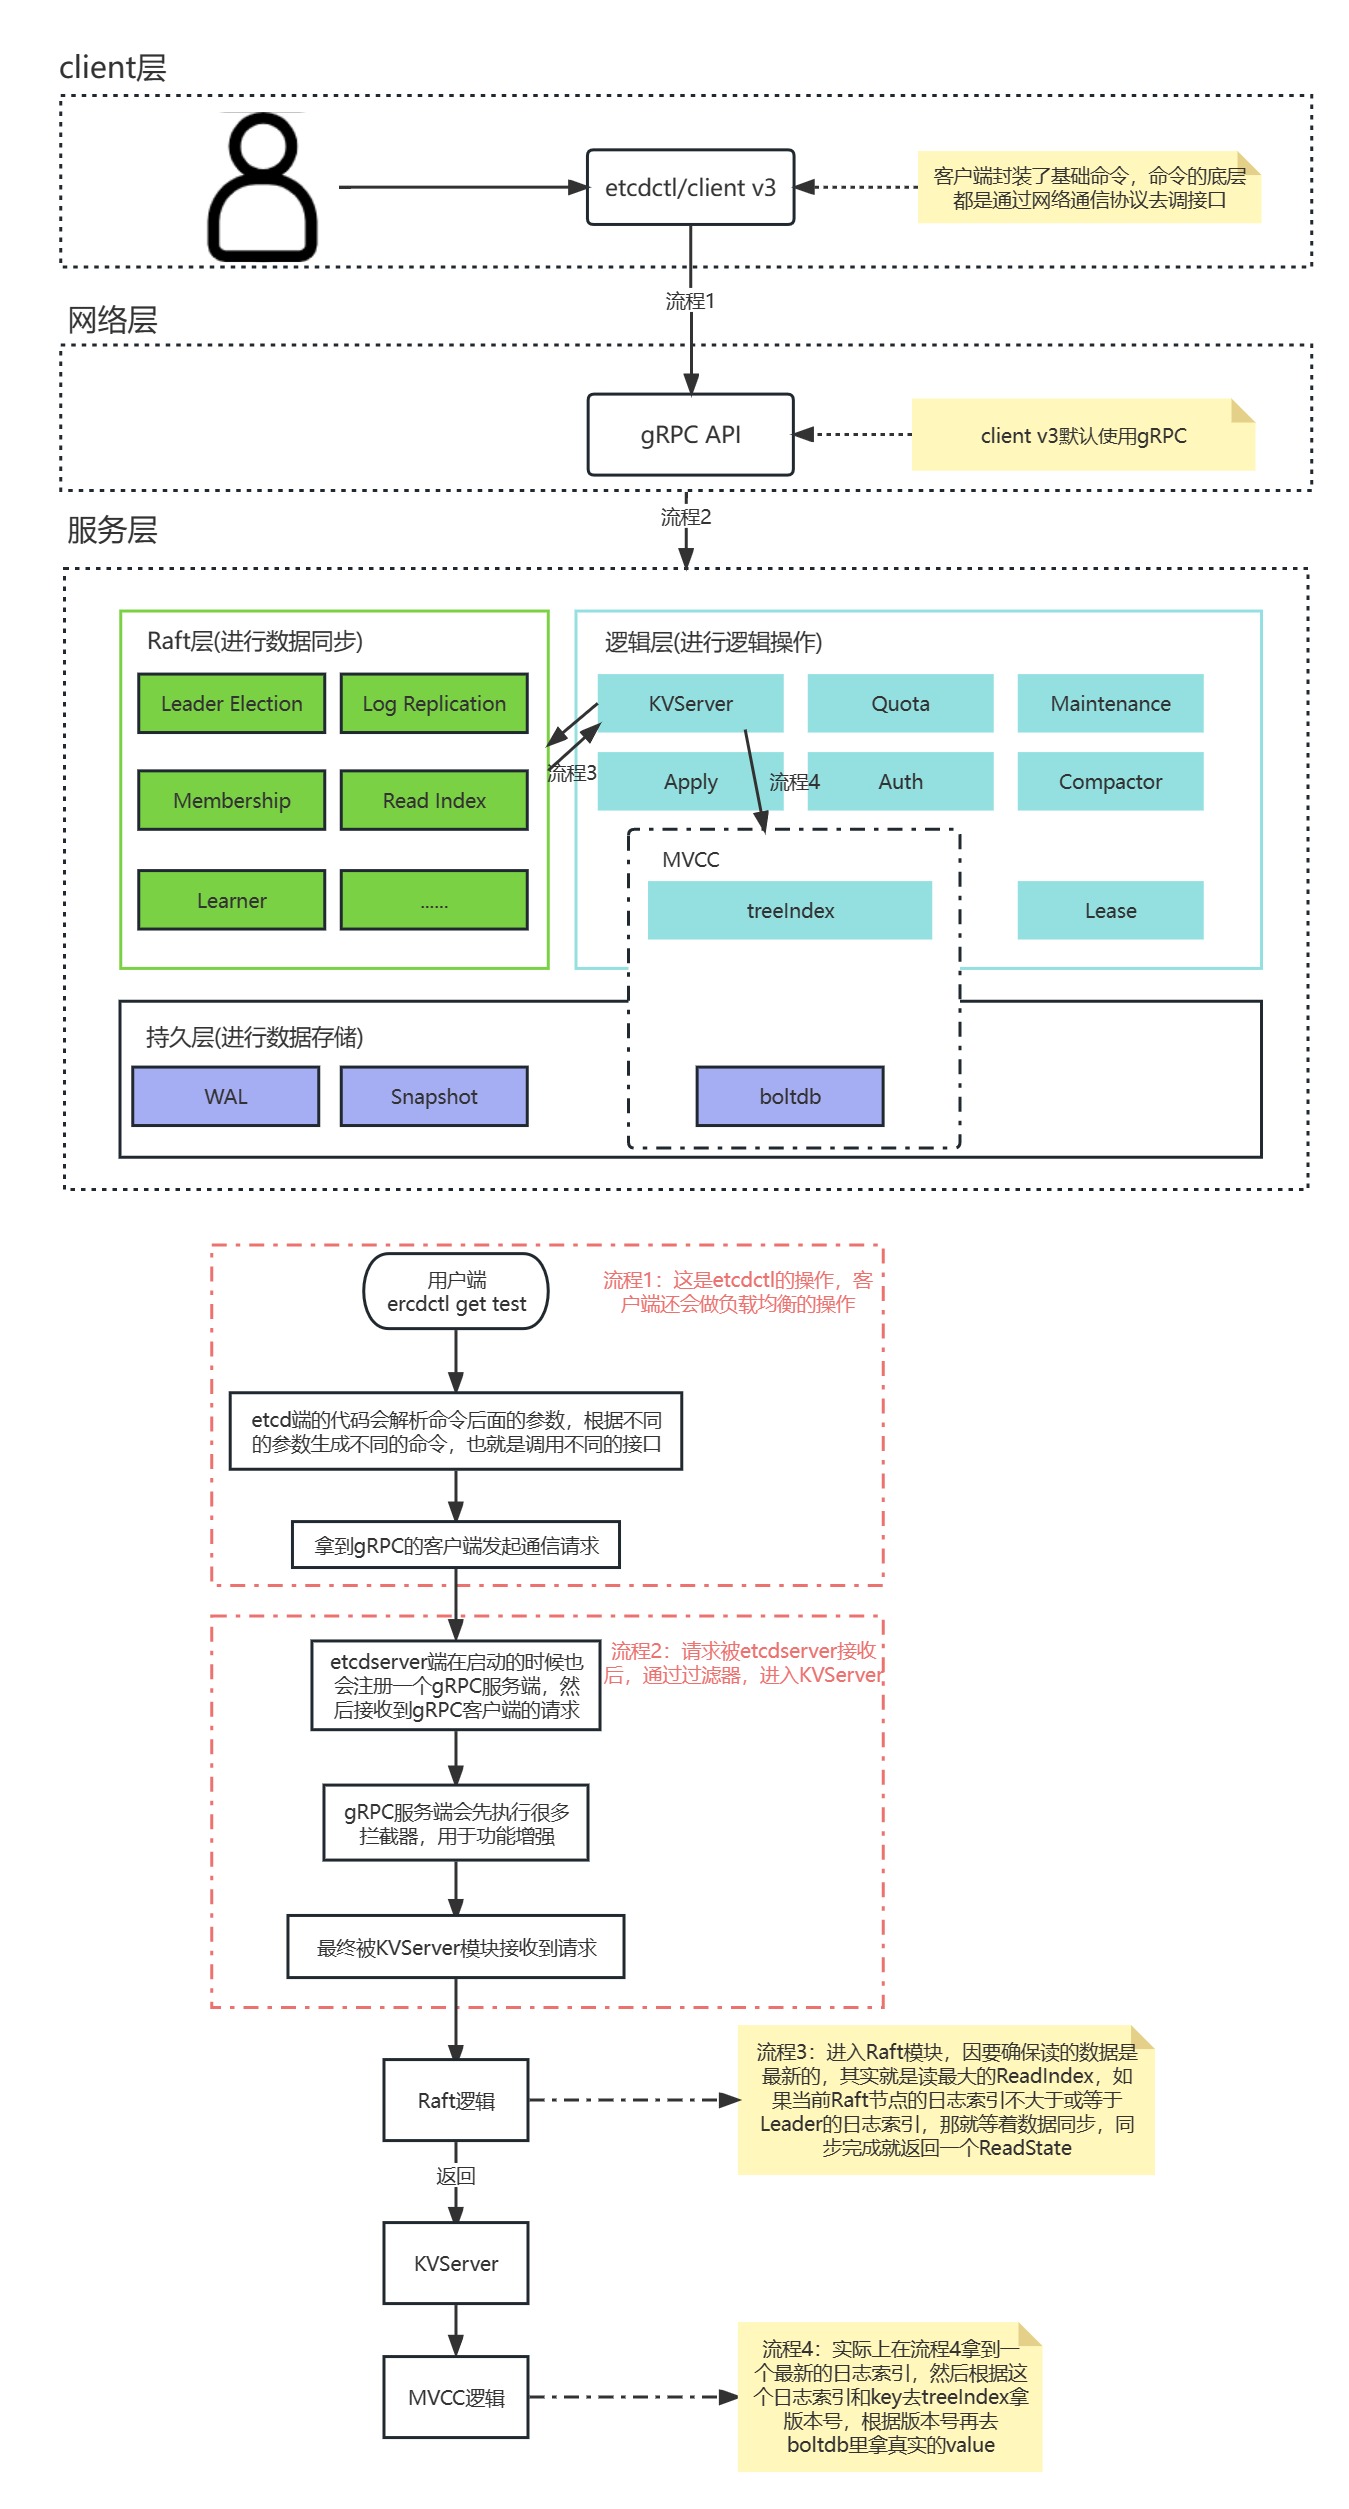 client层
etcdctl/client v3
客户端封装了基础命令，命令的底层
都是通过网络通信协议去调接口
流程1
网络层
gRPC API
client v3默认使用gRPC
流程2
服务层
Raft层(进行数据同步)
Leader Election
Log Replication
Membership
Read Index
Learner
......
流程3
逻辑层(进行逻辑操作)
KVServer
Quota
Maintenance
Apply
流程4
Auth
Compactor
MVCC
treeIndex
Lease
持久层(进行数据存储)
WAL
Snapshot
boltdb
用户端
ercdctl get test
流程1：这是etcdctl的操作，客
户端还会做负载均衡的操作
etcd端的代码会解析命令后面的参数，根据不同
的参数生成不同的命令，也就是调用不同的接口
拿到gRPC的客户端发起通信请求
etcdserver端在启动的时候也
会注册一个gRPC服务端，然
后接收到gRPC客户端的请求
流程2：请求被etcdserver接收
后，通过过滤器，进入KVServer
gRPC服务端会先执行很多
拦截器，用于功能增强
最终被KVServer模块接收到请求
Raft逻辑
流程3：进入Raft模块，因要确保读的数据是
最新的，其实就是读最大的ReadIndex，如
果当前Raft节点的日志索引不大于或等于
Leader的日志索引，那就等着数据同步，同
步完成就返回一个ReadState
返回
KVServer
MVCC逻辑
流程4：实际上在流程4拿到一
个最新的日志索引，然后根据这
个日志索引和key去treeIndex拿
版本号，根据版本号再去
boltdb里拿真实的value